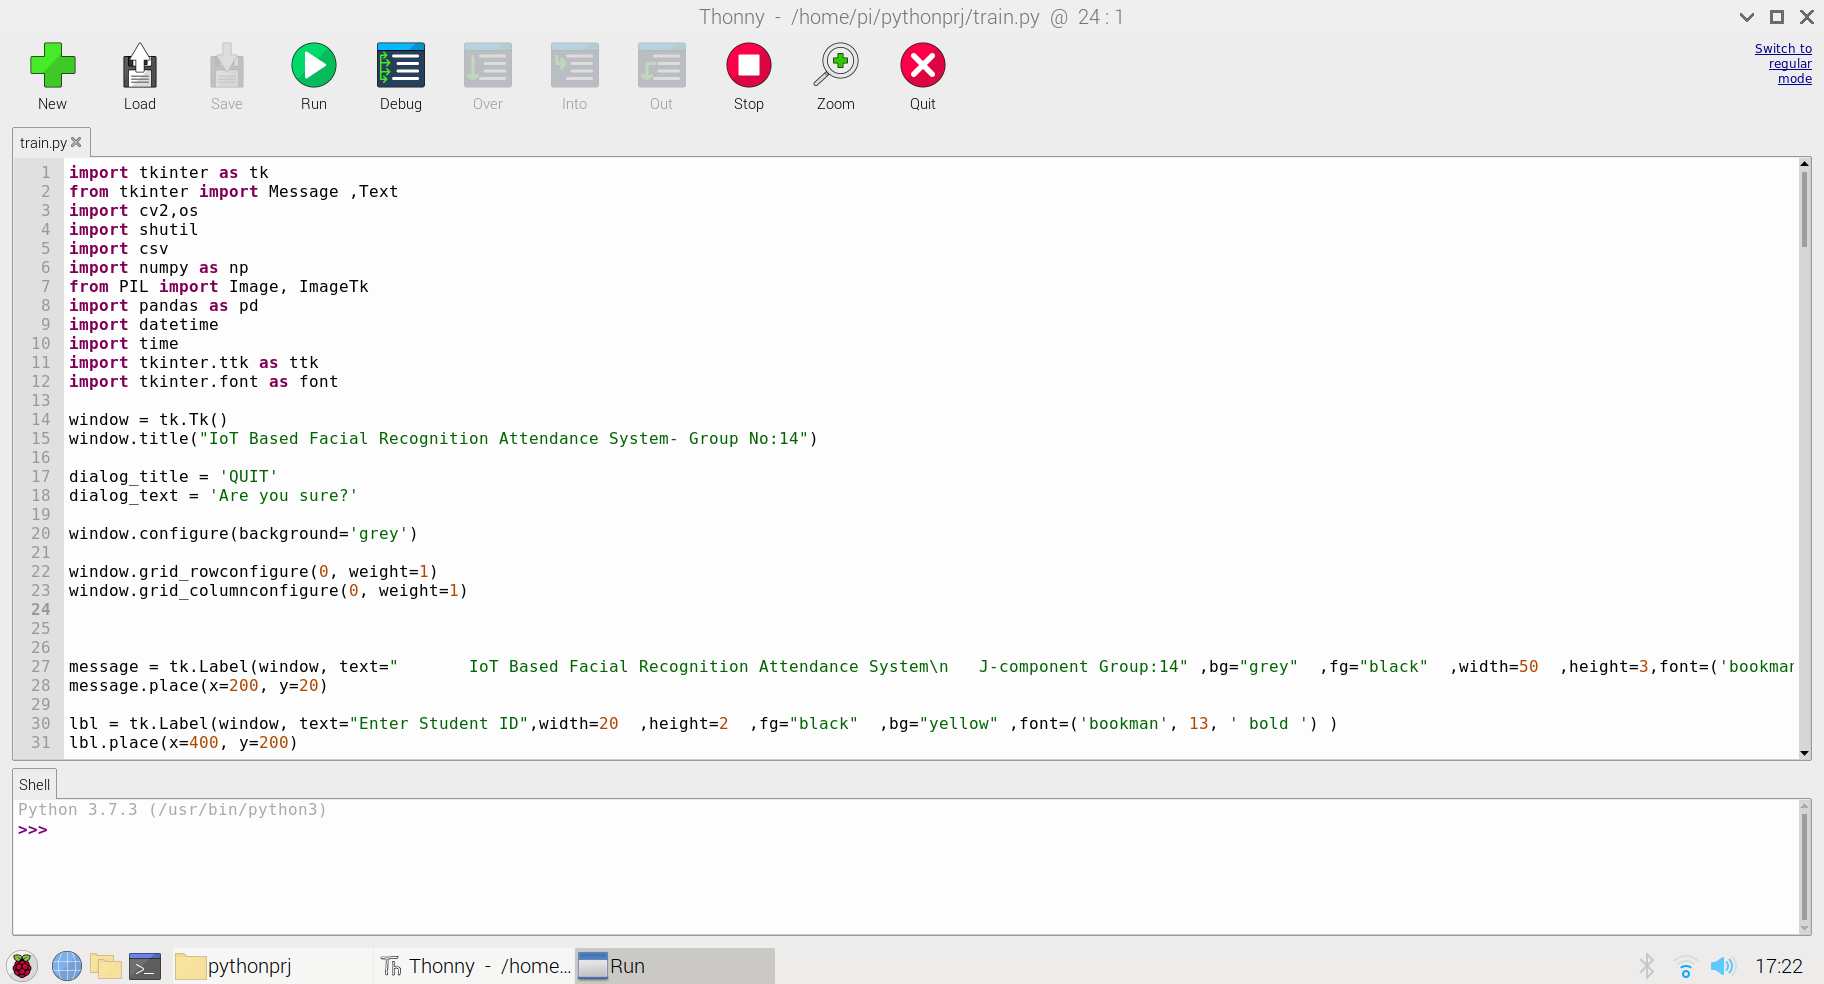 Thonny - /home/pi/pythonprj/train.py @ 24 : 1
Switch to
regular
mode
New Load Save Run Debug Over Into Out Stop Zoom Quit
train.py
1 import tkinter as tk
2 from tkinter import Message ,Text
3 import cv2,os
4 import shutil
5 import csv
6 import numpy as np
7 from PIL import Image, ImageTk
8 import pandas as pd
9 import datetime
10 import time
11 import tkinter.ttk as ttk
12 import tkinter.font as font
13
14 window = tk.Tk()
15 window.title("IoT Based Facial Recognition Attendance System- Group No:14")
16
17 dialog_title = 'QUIT'
18 dialog_text = 'Are you sure?'
19
20 window.configure(background='grey')
21
22 window.grid_rowconfigure(0, weight=1)
23 window.grid_columnconfigure(0, weight=1)
24
25
26
27 message = tk.Label(window, text="       IoT Based Facial Recognition Attendance System\n   J-component Group:14" ,bg="grey"  ,fg="black"  ,width=50  ,height=3,font=('bookman
28 message.place(x=200, y=20)
29
30 lbl = tk.Label(window, text="Enter Student ID",width=20  ,height=2  ,fg="black"  ,bg="yellow" ,font=('bookman', 13, ' bold ') )
31 lbl.place(x=400, y=200)
Shell
Python 3.7.3 (/usr/bin/python3)
>>>
pythonprj Thonny - /home... Run 17:22